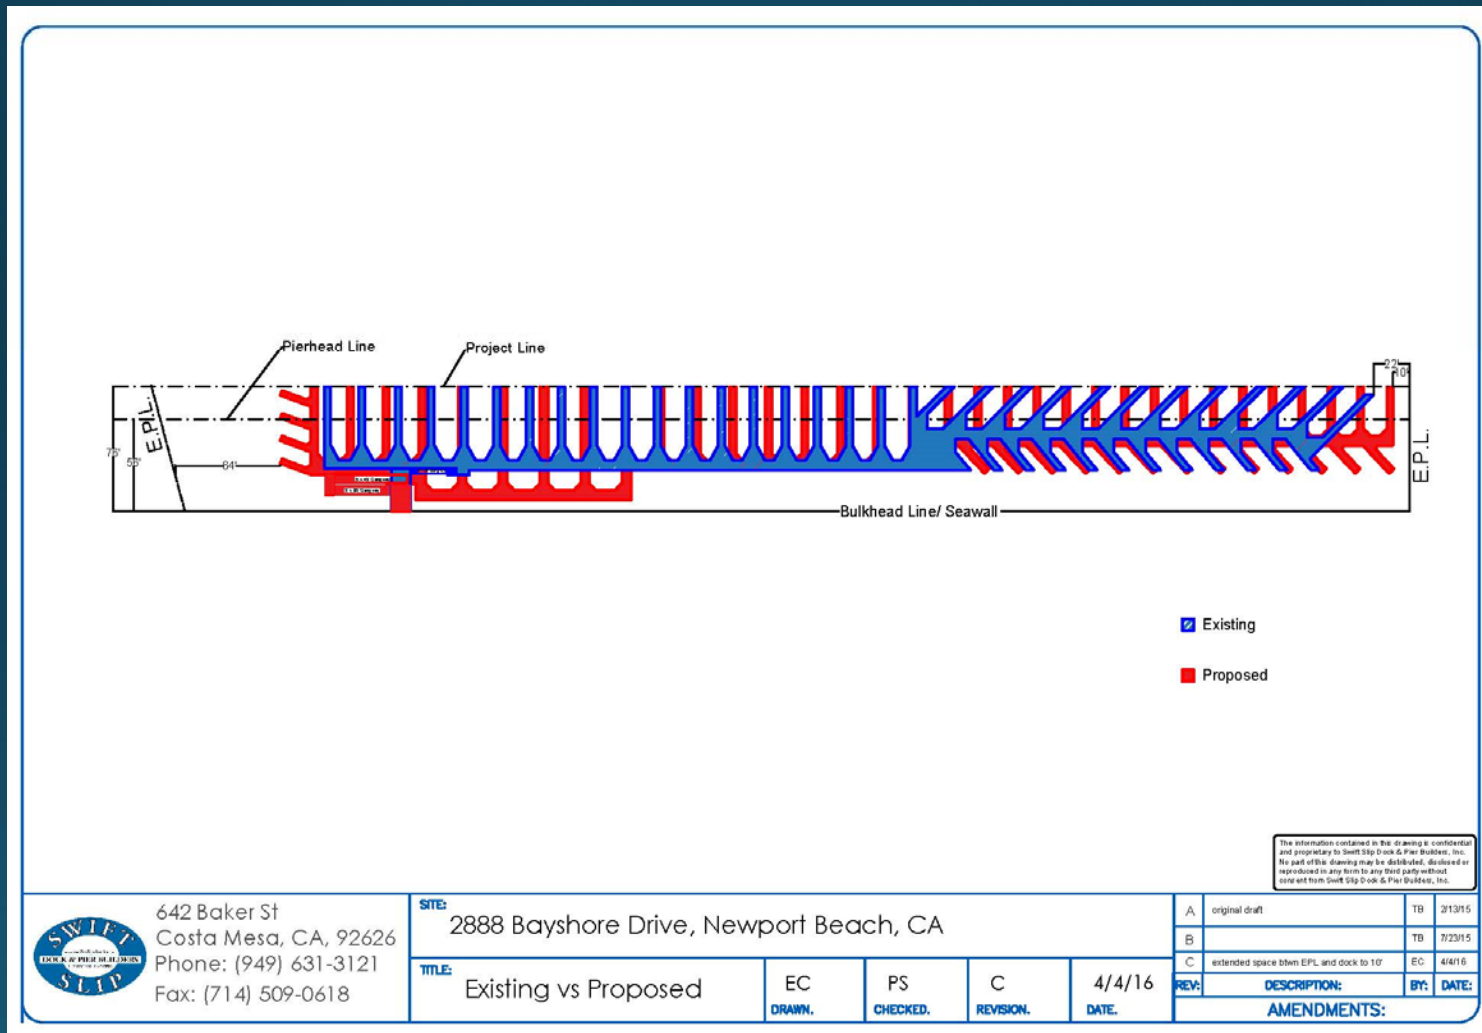 Pierhead Line
Project Line
22'
10'
E.P.L.
75'
55'
64'
E.P.L.
Bulkhead Line/ Seawall
Existing
Proposed
The information contained in this drawing is confidential
and proprietary to Swift Slip Dock & Pier Builders, Inc.
No part of this drawing may be distributed, disclosed or
reproduced in any form to any third party without
consent from Swift Slip Dock & Pier Builders, Inc.
SWIFT
DOCK & PIER BUILDERS
SLIP
642 Baker St
Costa Mesa, CA, 92626
Phone: (949) 631-3121
Fax: (714) 509-0618
SITE:
2888 Bayshore Drive, Newport Beach, CA
TITLE:
Existing vs Proposed
EC
DRAWN.
PS
CHECKED.
C
REVISION.
4/4/16
DATE.
A original draft TB 2/13/15
B TB 7/23/15
C extended space btwn EPL and dock to 10' EC 4/4/16
REV: DESCRIPTION: BY: DATE:
AMENDMENTS: